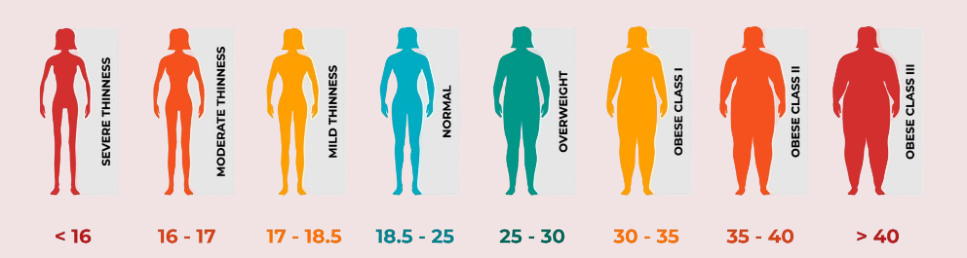 SEVERE THINNESS
MODERATE THINNESS
MILD THINNESS
NORMAL
OVERWEIGHT
OBESE CLASS I
OBESE CLASS II
OBESE CLASS III
< 16
16 - 17
17 - 18.5
18.5 - 25
25 - 30
30 - 35
35 - 40
> 40